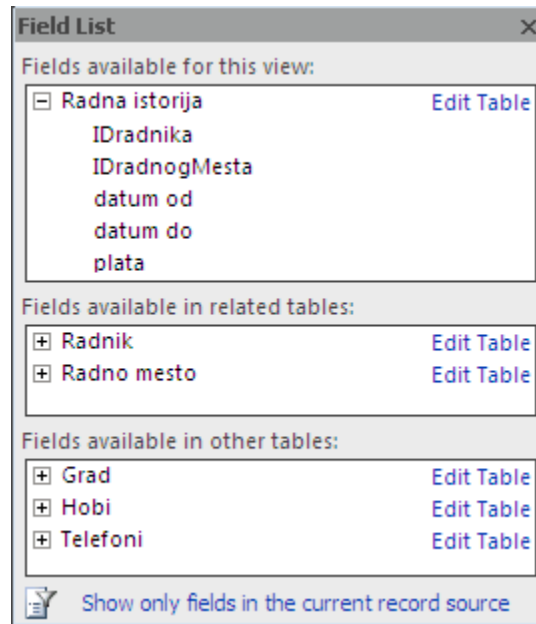 Field List
Fields available for this view:
Radna istorija Edit Table
IDradnika
IDradnogMesta
datum od
datum do
plata
Fields available in related tables:
Radnik Edit Table
Radno mesto Edit Table
Fields available in other tables:
Grad Edit Table
Hobi Edit Table
Telefoni Edit Table
Show only fields in the current record source